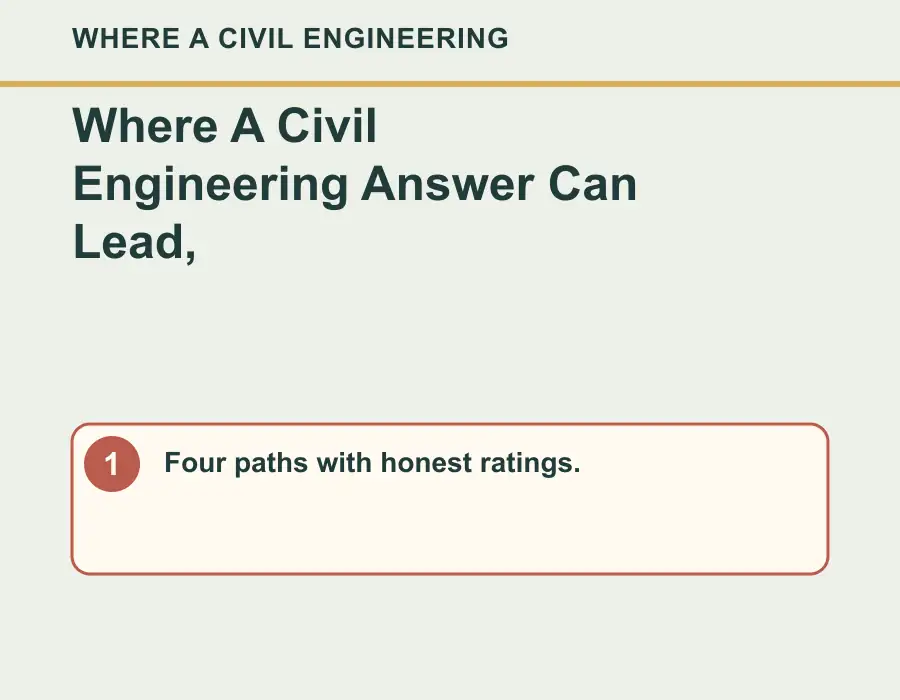 WHERE A CIVIL ENGINEERING
Where A Civil
Engineering Answer Can
Lead,
1
Four paths with honest ratings.